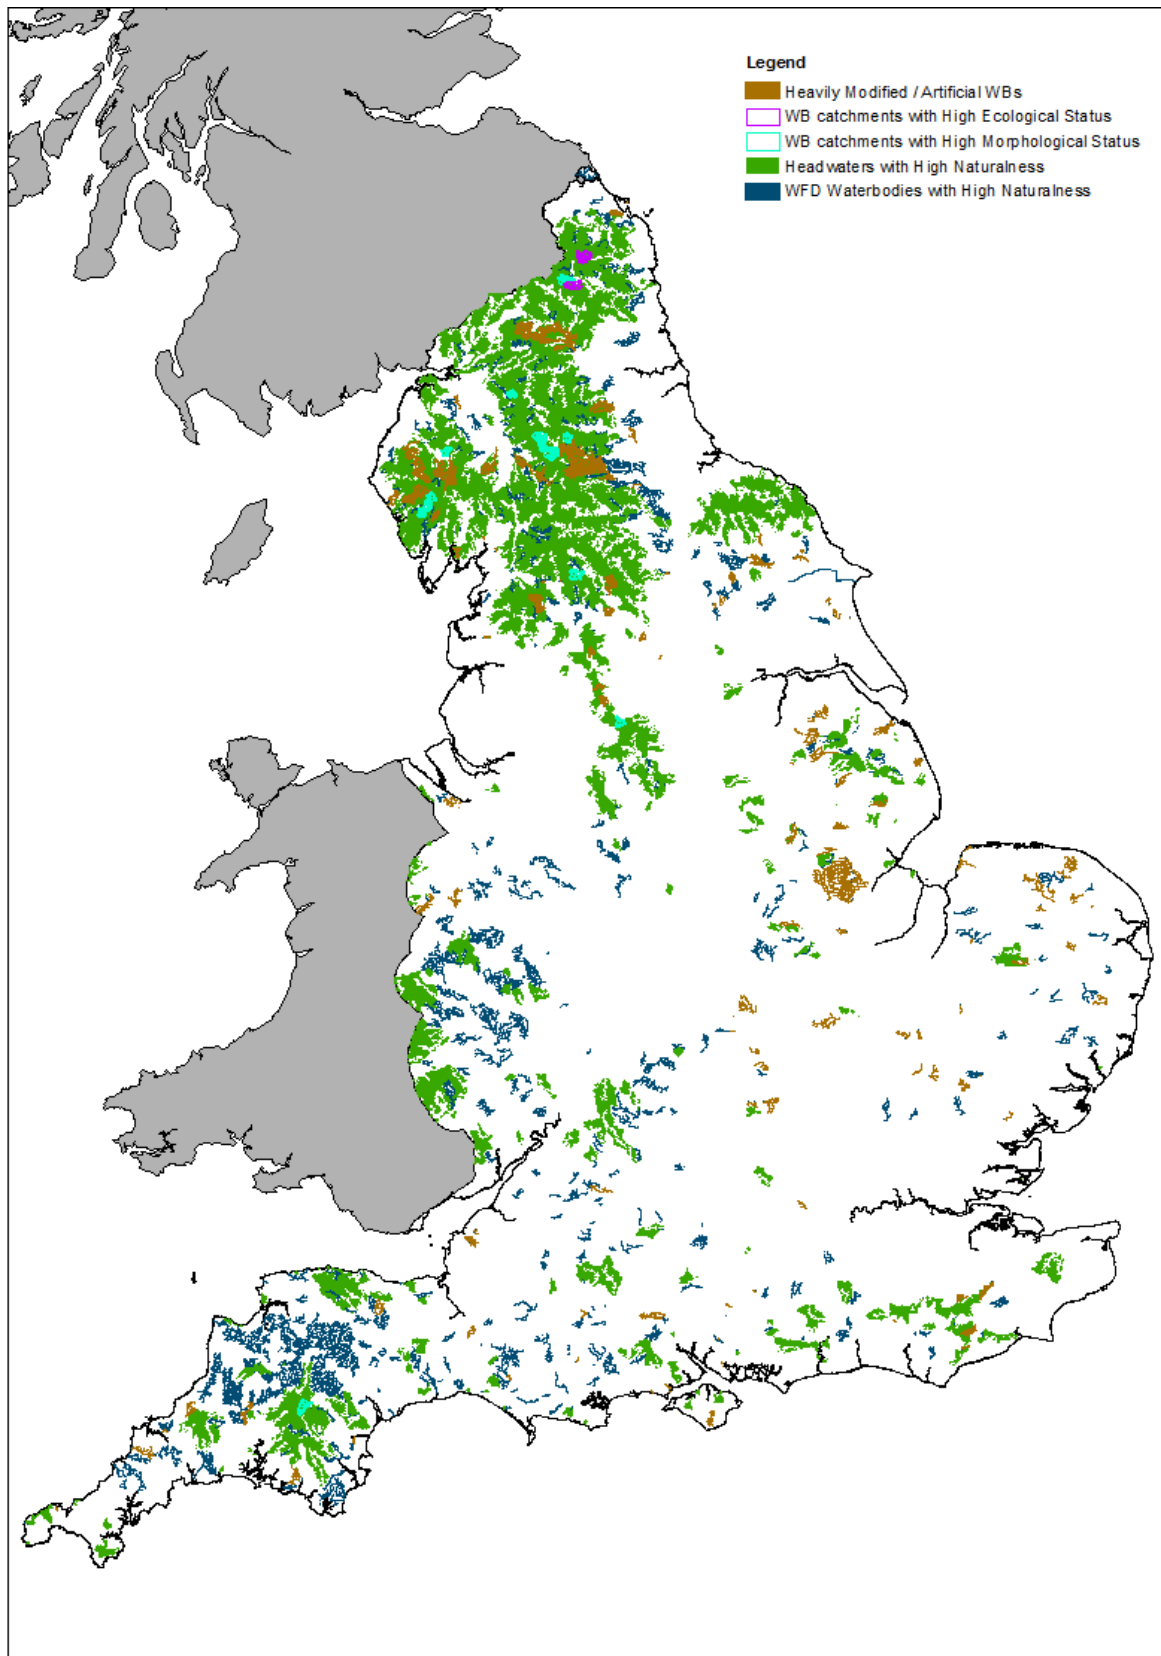 Legend
Heavily Modified / Artificial WBs
WB catchments with High Ecological Status
WB catchments with High Morphological Status
Headwaters with High Naturalness
WFD Waterbodies with High Naturalness